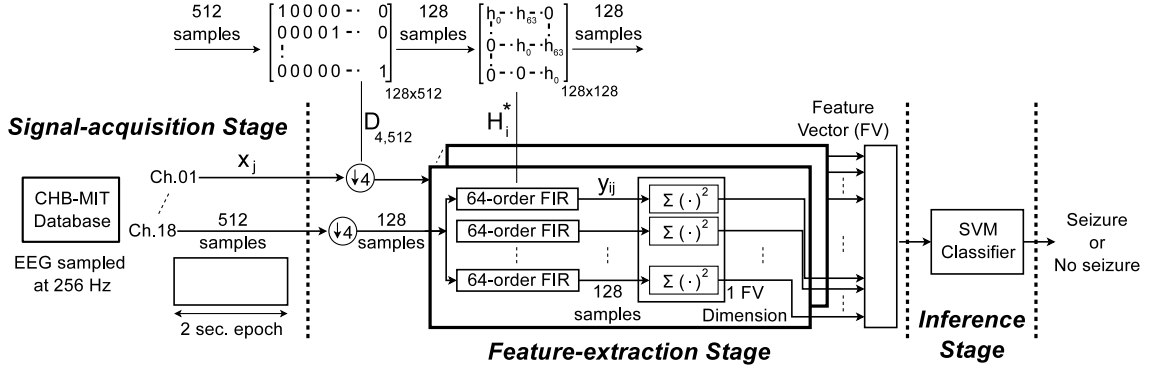 512
samples
1 0 0 0 0 0 -· 0
0 0 0 0 1 -· 0
0 0 0 0 0 -· 1
128x512
128
samples
h0 -- h63 -- 0
0 -· h0 -· h63
0 -· 0 -· h0
128x128
128
samples
Signal-acquisition Stage
D4,512
Hi*
Feature
Vector (FV)
CHB-MIT
Database
EEG sampled
at 256 Hz
Ch.01
xj
↓4
Ch.18
512
samples
↓4
128
samples
2 sec. epoch
64-order FIR
yij
Σ (·)2
64-order FIR
Σ (·)2
64-order FIR
Σ (·)2
128
samples
1 FV
Dimension
Feature-extraction Stage
SVM
Classifier
Inference
Stage
Seizure
or
No seizure